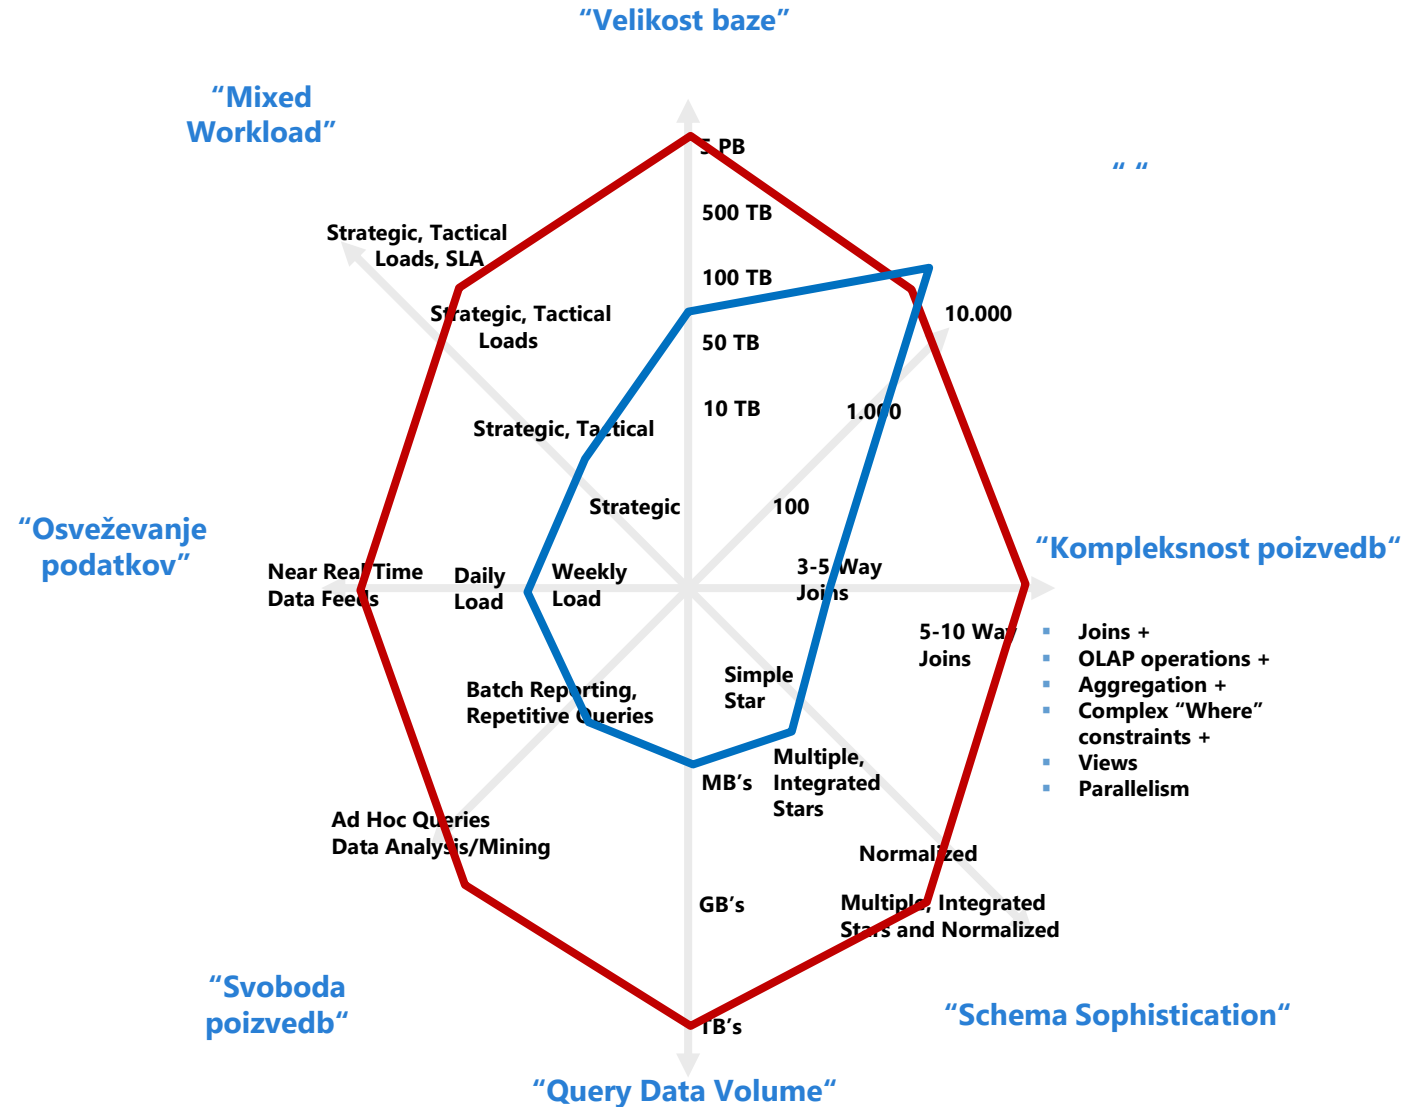 “Velikost baze”
“Mixed
Workload”
5 PB
“ “
500 TB
Strategic, Tactical
Loads, SLA
100 TB
Strategic, Tactical
Loads
10.000
50 TB
10 TB
1.000
Strategic, Tactical
Strategic
100
“Osveževanje
podatkov”
“Kompleksnost poizvedb“
Near Real Time
Data Feeds
Daily
Load
Weekly
Load
3-5 Way
Joins
5-10 Way
Joins
▪ Joins +
▪ OLAP operations +
▪ Aggregation +
▪ Complex “Where”
constraints +
▪ Views
▪ Parallelism
Simple
Star
Batch Reporting,
Repetitive Queries
Multiple,
Integrated
Stars
MB’s
Ad Hoc Queries
Data Analysis/Mining
Normalized
GB’s
Multiple, Integrated
Stars and Normalized
“Svoboda
poizvedb“
“Schema Sophistication“
TB’s
“Query Data Volume“